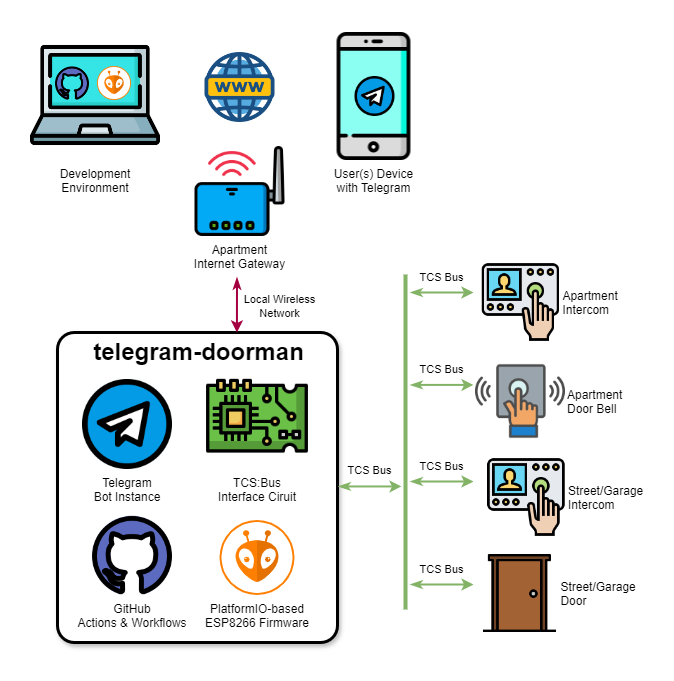 WWW
Development
Environment
User(s) Device
with Telegram
Apartment
Internet Gateway
Local Wireless
Network
telegram-doorman
Telegram
Bot Instance
TCS:Bus
Interface Ciruit
GitHub
Actions & Workflows
PlatformIO-based
ESP8266 Firmware
TCS Bus
TCS Bus
Apartment
Intercom
TCS Bus
Apartment
Door Bell
TCS Bus
Street/Garage
Intercom
TCS Bus
Street/Garage
Door